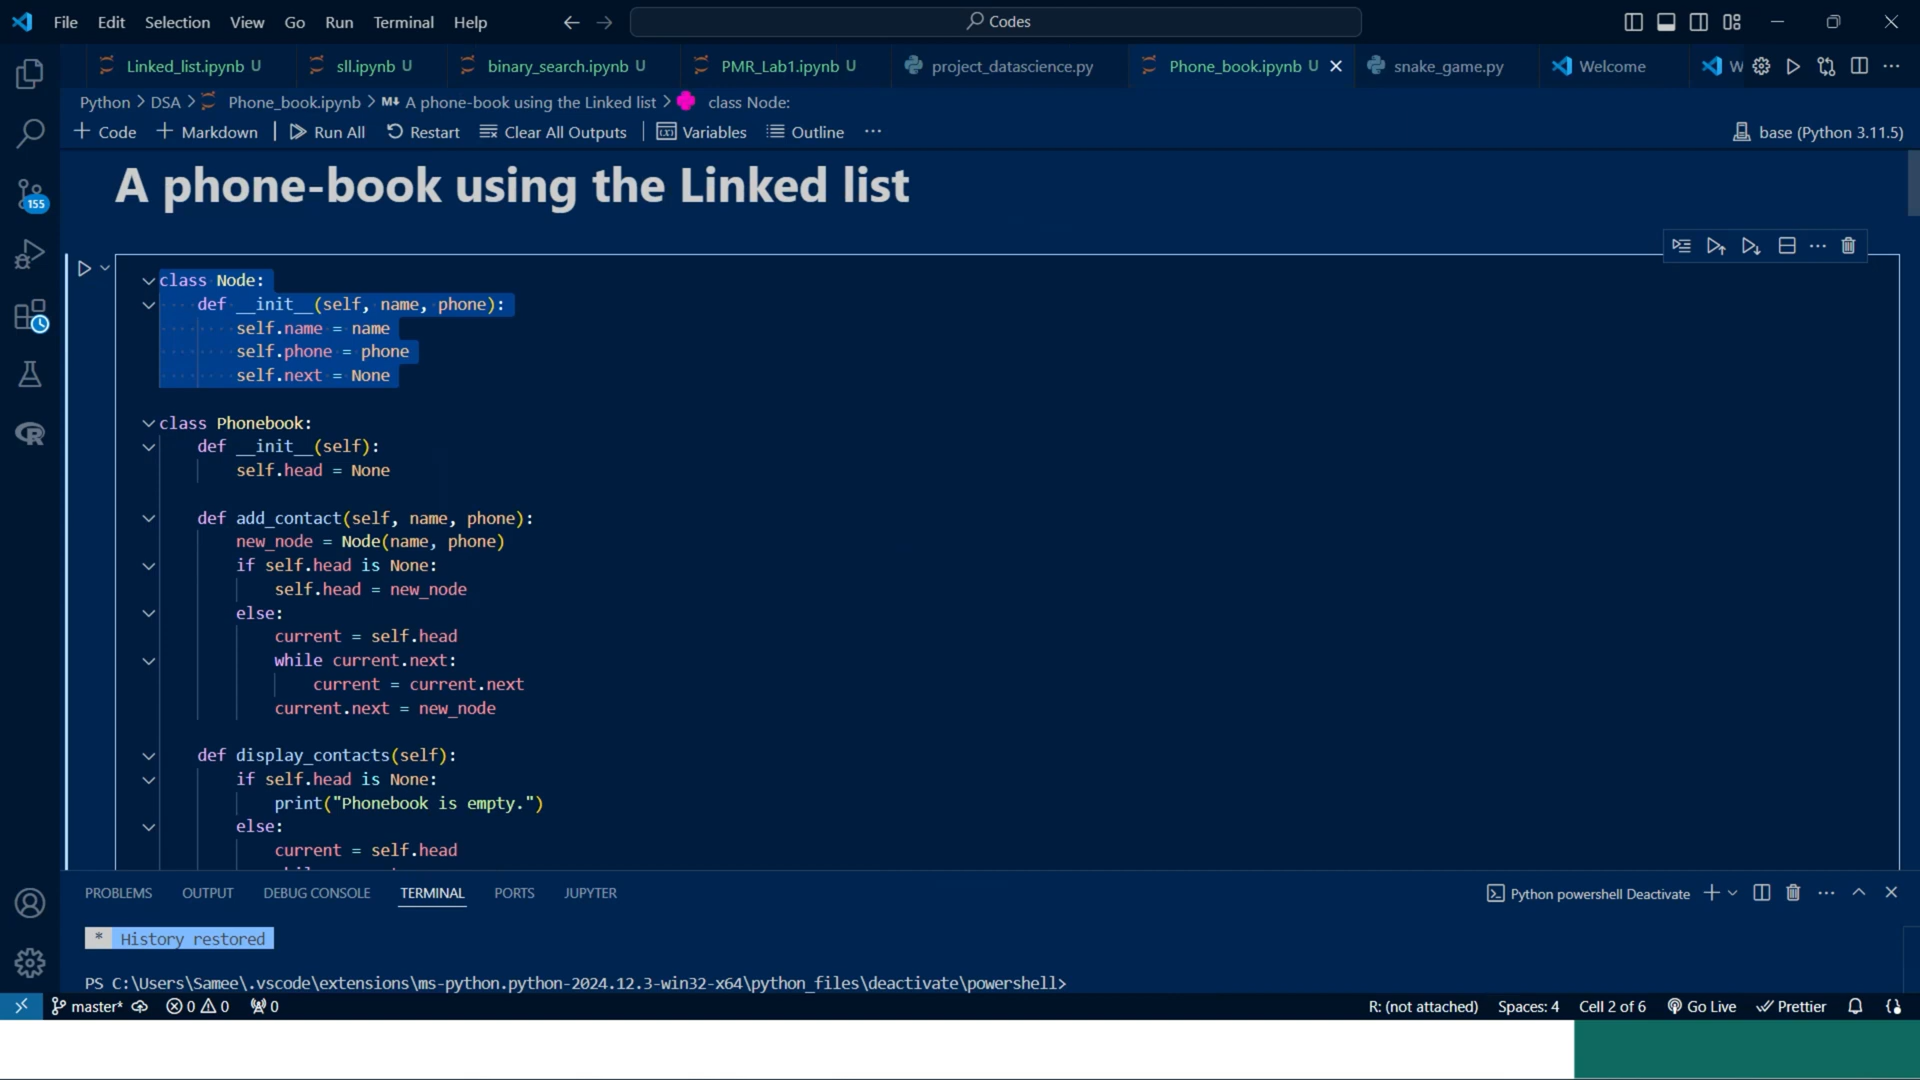 File Edit Selection View Go Run Terminal Help Codes
Linked_list.ipynb U sll.ipynb U binary_search.ipynb U PMR_Lab1.ipynb U project_datascience.py Phone_book.ipynb U snake_game.py Welcome W
Python > DSA > Phone_book.ipynb > M↓ A phone-book using the Linked list > class Node:
+ Code + Markdown | Run All Restart Clear All Outputs | Variables Outline ... base (Python 3.11.5)
A phone-book using the Linked list
155
class Node:
def __init__(self, name, phone):
self.name = name
self.phone = phone
self.next = None
class Phonebook:
def __init__(self):
self.head = None
def add_contact(self, name, phone):
new_node = Node(name, phone)
if self.head is None:
self.head = new_node
else:
current = self.head
while current.next:
current = current.next
current.next = new_node
def display_contacts(self):
if self.head is None:
print("Phonebook is empty.")
else:
current = self.head
PROBLEMS OUTPUT DEBUG CONSOLE TERMINAL PORTS JUPYTER Python powershell Deactivate
* History restored
PS C:\Users\Samee\.vscode\extensions\ms-python.python-2024.12.3-win32-x64\python_files\deactivate\powershell>
master* 0 0 0 R: (not attached) Spaces: 4 Cell 2 of 6 Go Live Prettier